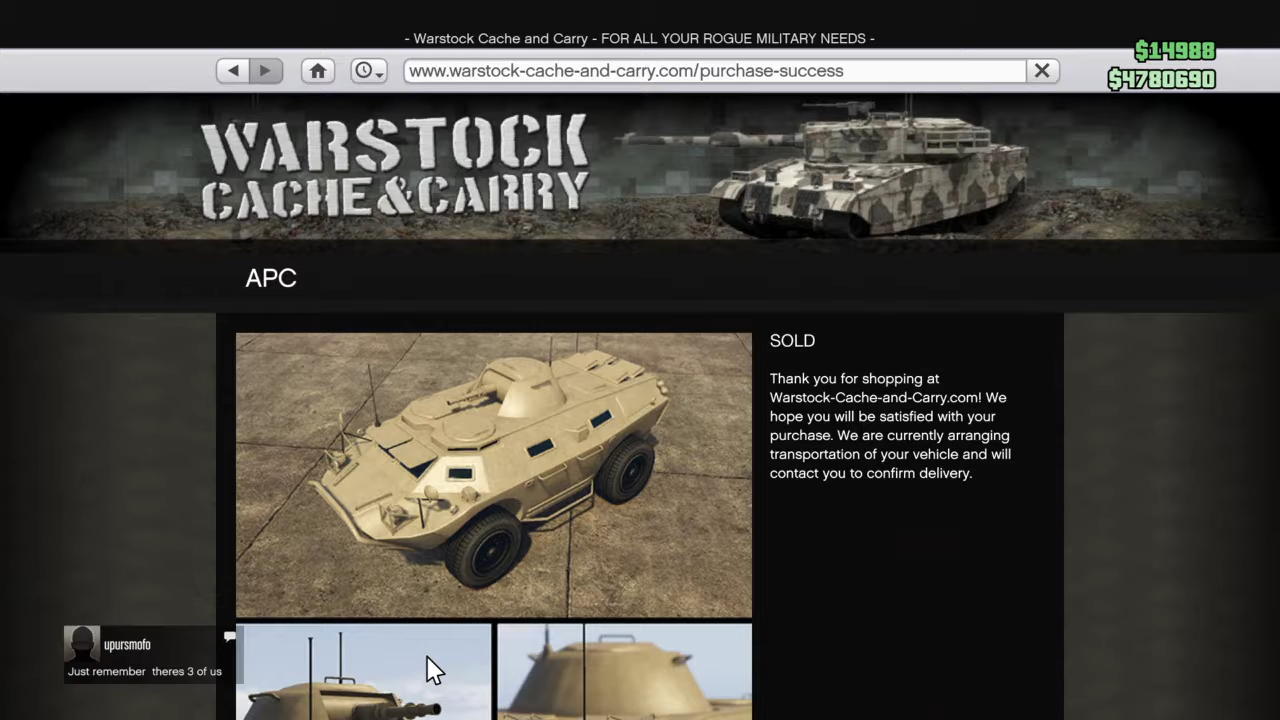 - Warstock Cache and Carry - FOR ALL YOUR ROGUE MILITARY NEEDS -
$14988
www.warstock-cache-and-carry.com/purchase-success
$4780690
WARSTOCK
CACHE&CARRY
APC
SOLD
Thank you for shopping at
Warstock-Cache-and-Carry.com! We
hope you will be satisfied with your
purchase. We are currently arranging
transportation of your vehicle and will
contact you to confirm delivery.
upursmofo
Just remember  theres 3 of us